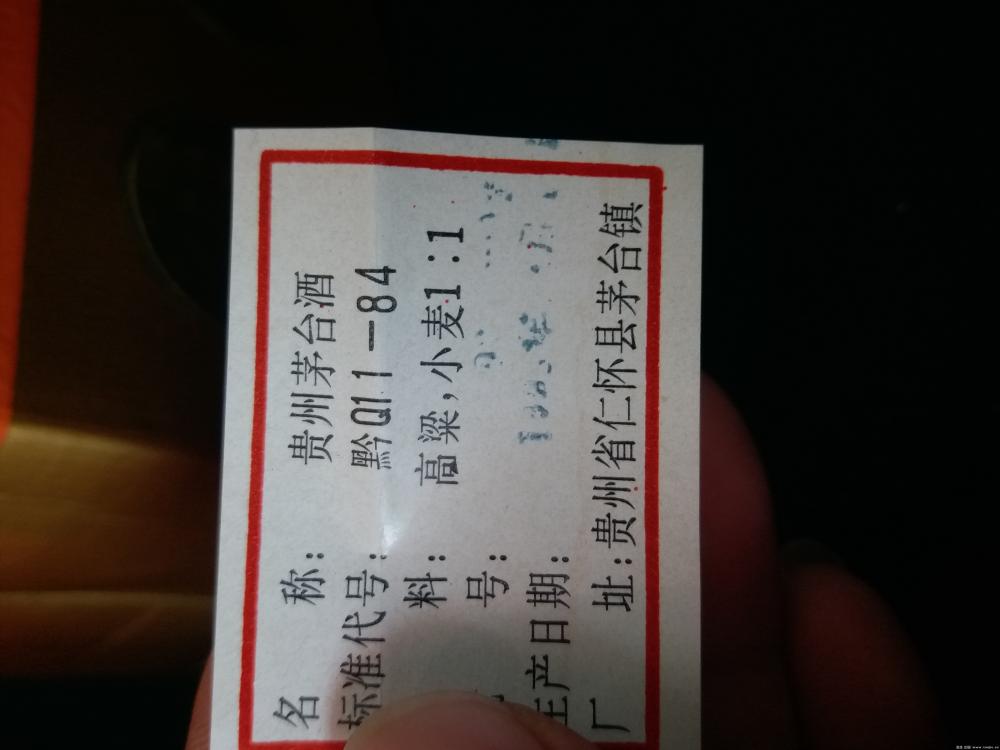 名 称：贵州茅台酒
标准代号：黔Q11—84
料：高粱，小麦1：1
号：
生产日期：
厂 址：贵州省仁怀县茅台镇